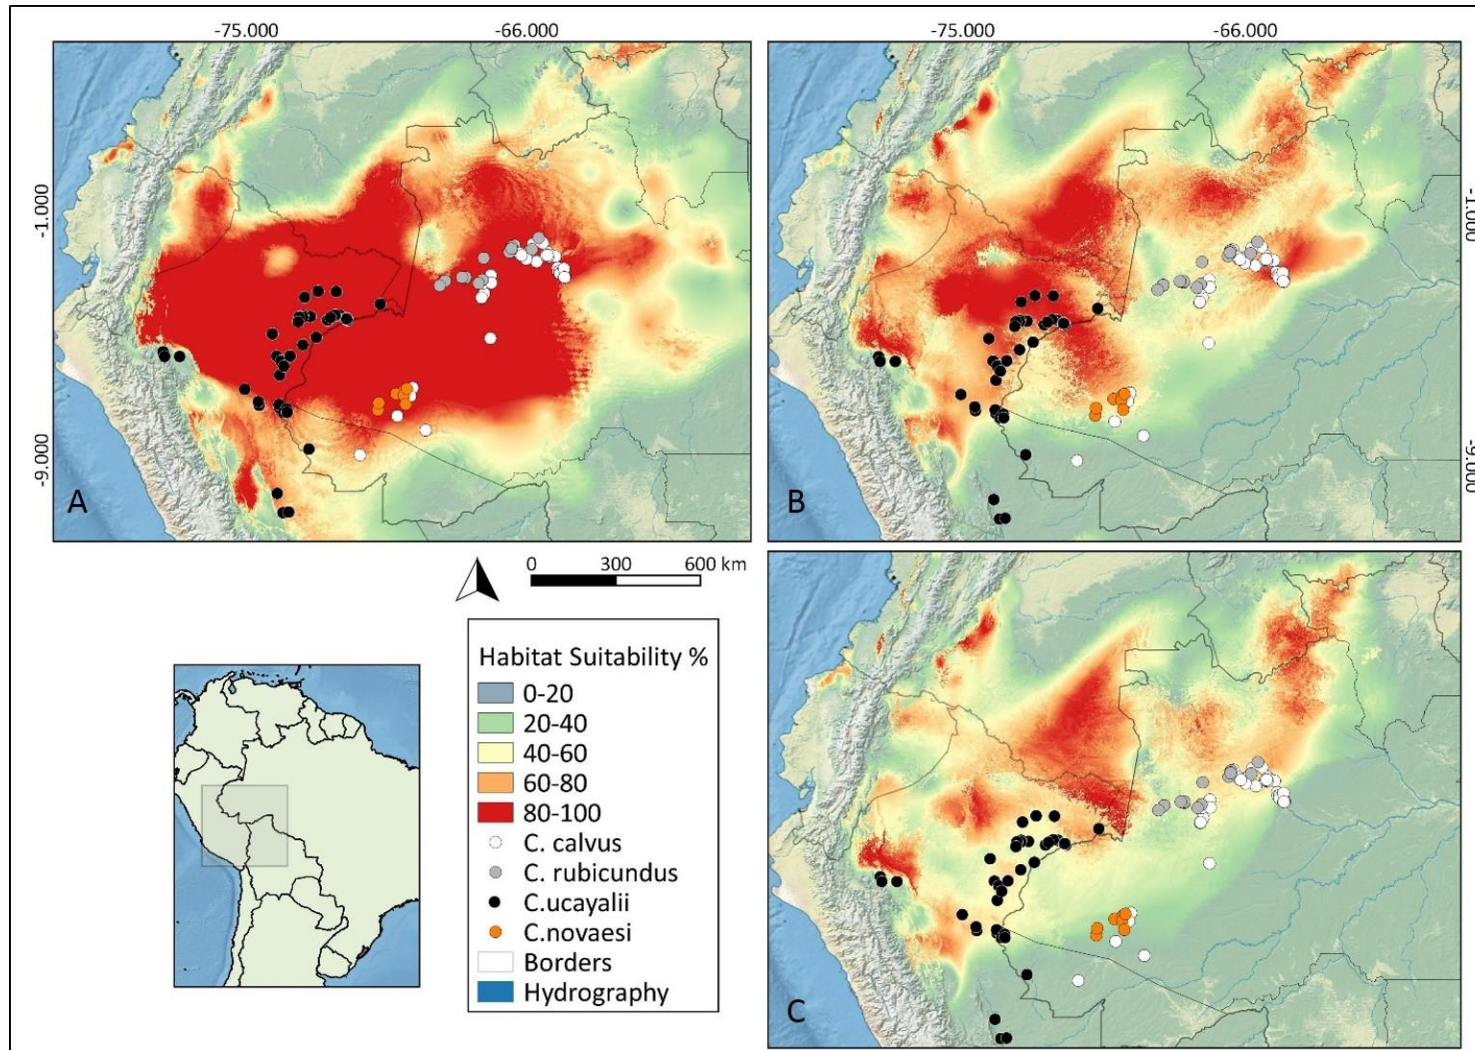 -75.000
-66.000
-75.000
-66.000
-1.000
-9.000
A
-1.000
-9.000
B
0 300 600 km
Habitat Suitability %
0-20
20-40
40-60
60-80
80-100
C. calvus
C. rubicundus
C.ucayalii
C.novaesi
Borders
Hydrography
C